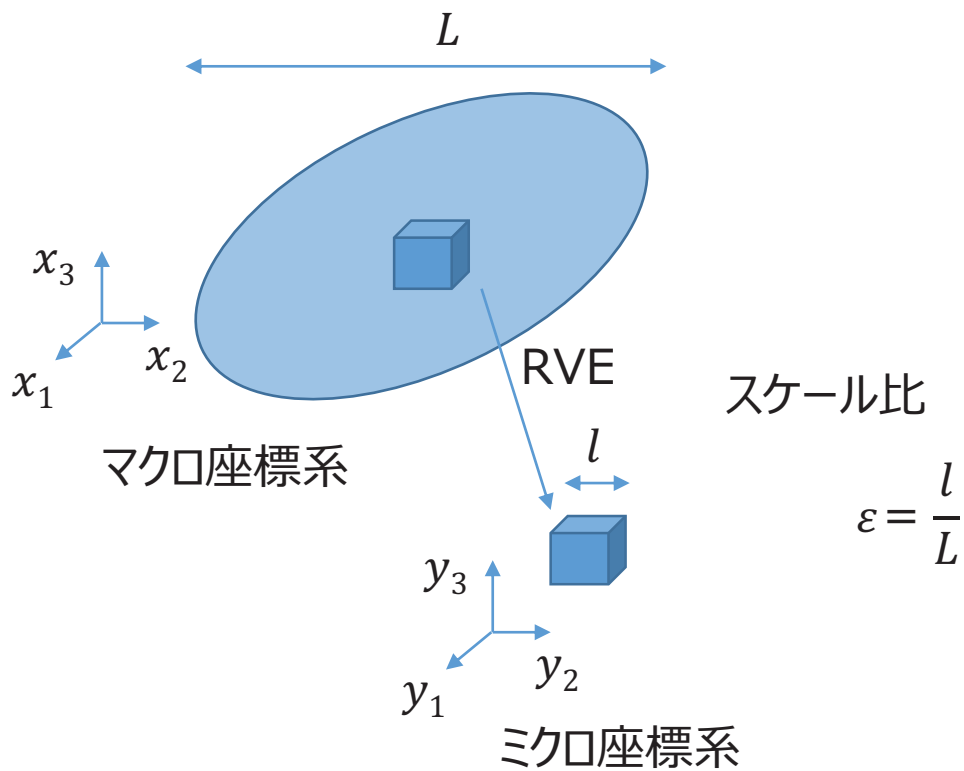 L
x₃
x₂
x₁
マクロ座標系
RVE
スケール比
ε = l/L
l
y₃
y₂
y₁
ミクロ座標系